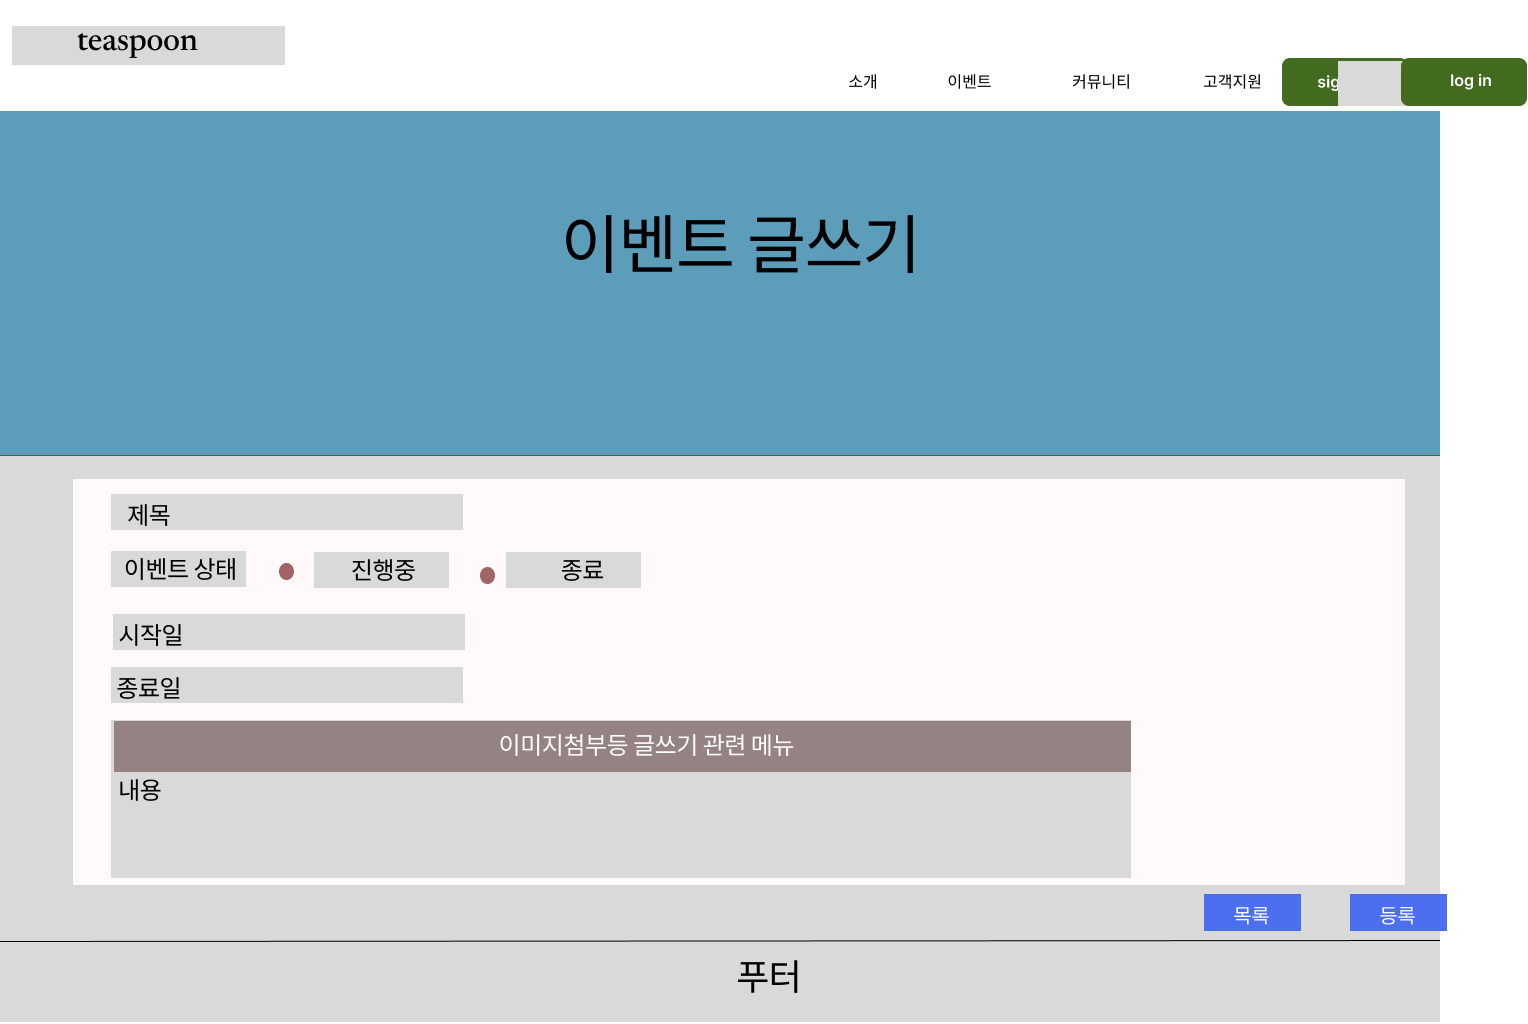 teaspoon
소개 이벤트 커뮤니티 고객지원 sig log in
이벤트 글쓰기
제목
이벤트 상태 진행중 종료
시작일
종료일
이미지첨부등 글쓰기 관련 메뉴
내용
목록 등록
푸터